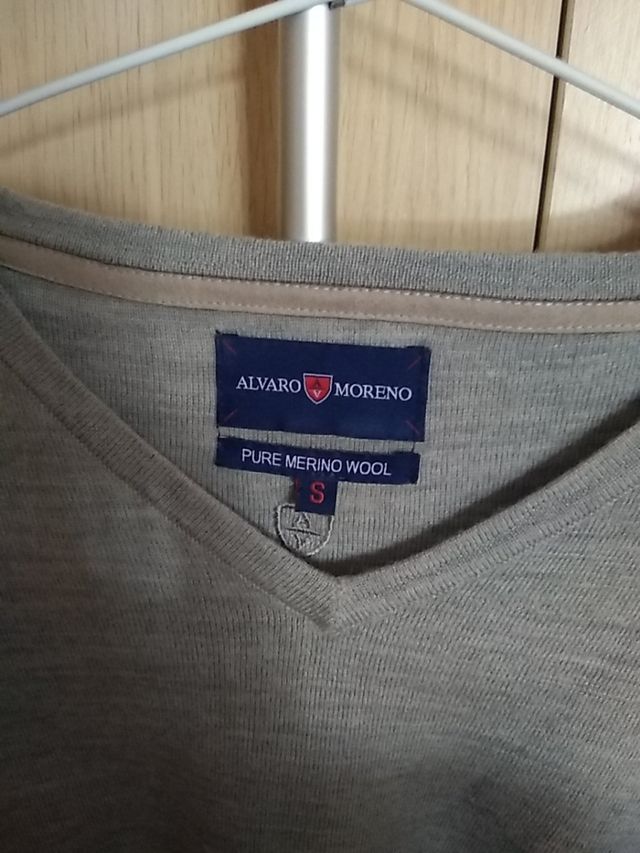 ALVARO A V MORENO
PURE MERINO WOOL
S
A